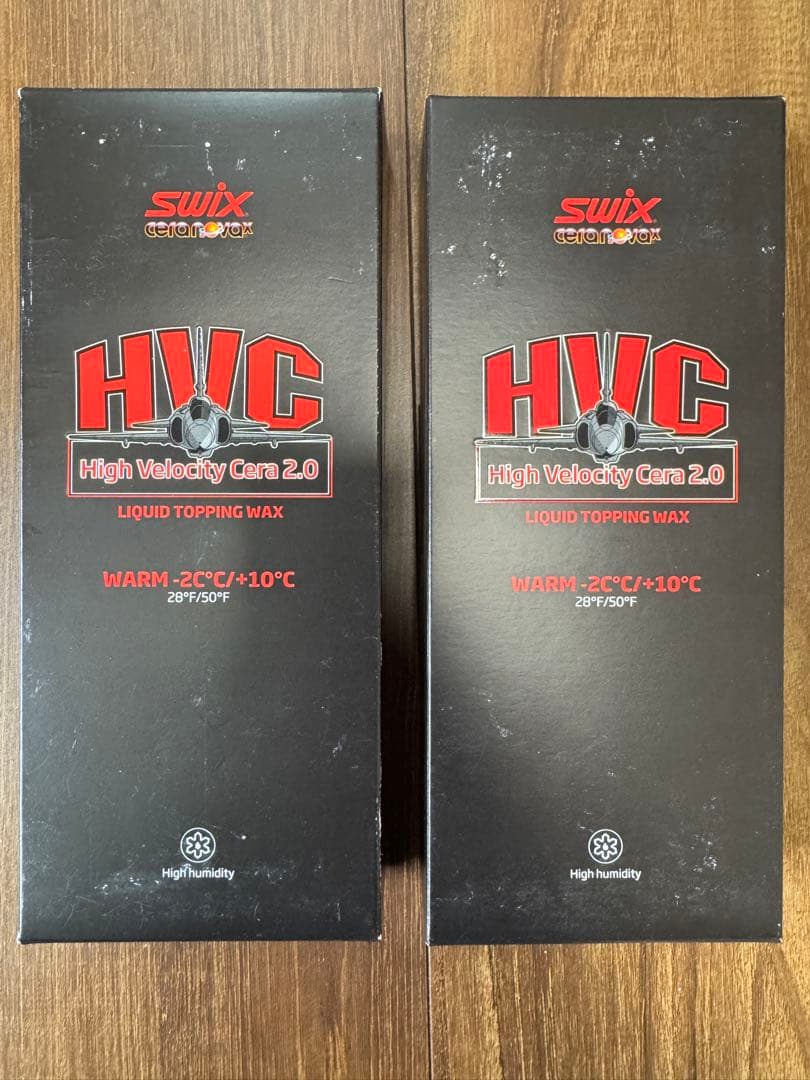 SWIX
ceranovax
HVC
High Velocity Cera 2.0
LIQUID TOPPING WAX
WARM -2C°C/+10°C
28°F/50°F
High humidity
SWIX
ceranovax
HVC
High Velocity Cera 2.0
LIQUID TOPPING WAX
WARM -2C°C/+10°C
28°F/50°F
High humidity